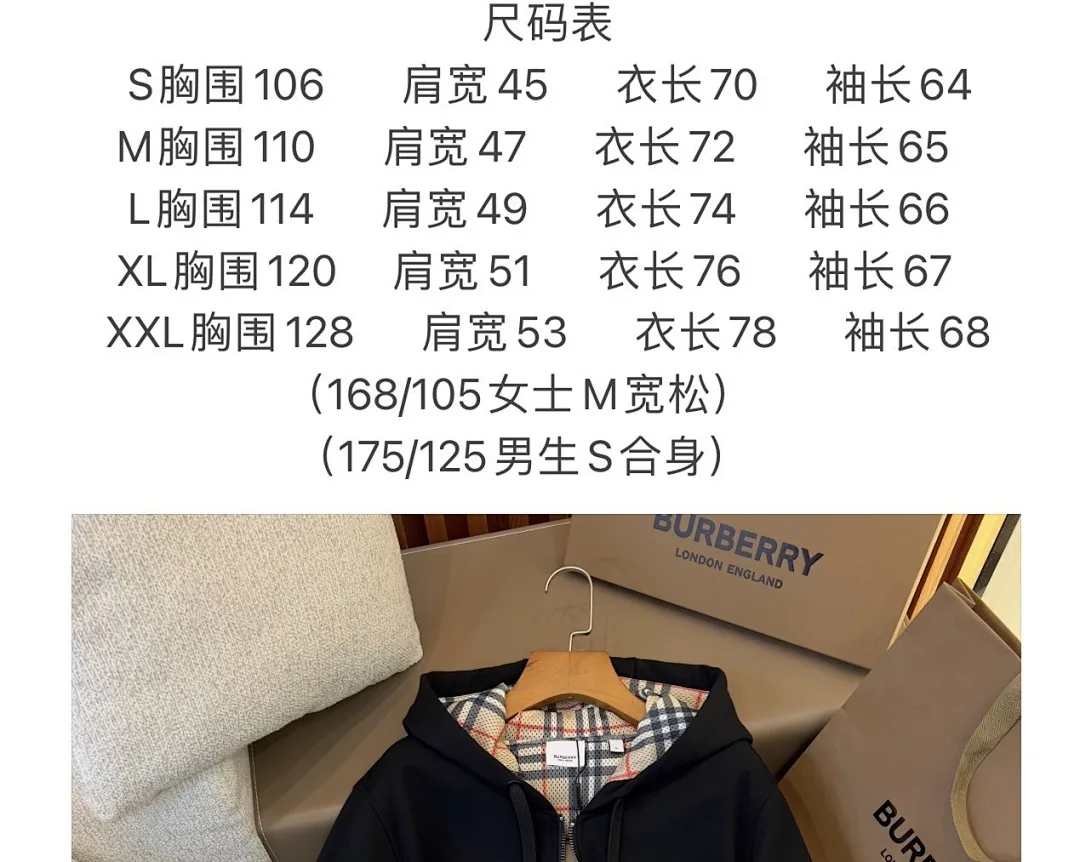 尺码表
S胸围106 肩宽45 衣长70 袖长64
M胸围110 肩宽47 衣长72 袖长65
L胸围114 肩宽49 衣长74 袖长66
XL胸围120 肩宽51 衣长76 袖长67
XXL胸围128 肩宽53 衣长78 袖长68
（168/105女士M宽松）
（175/125男生S合身）
BURBERRY
LONDON ENGLAND
BURBERRY
BURB
LO